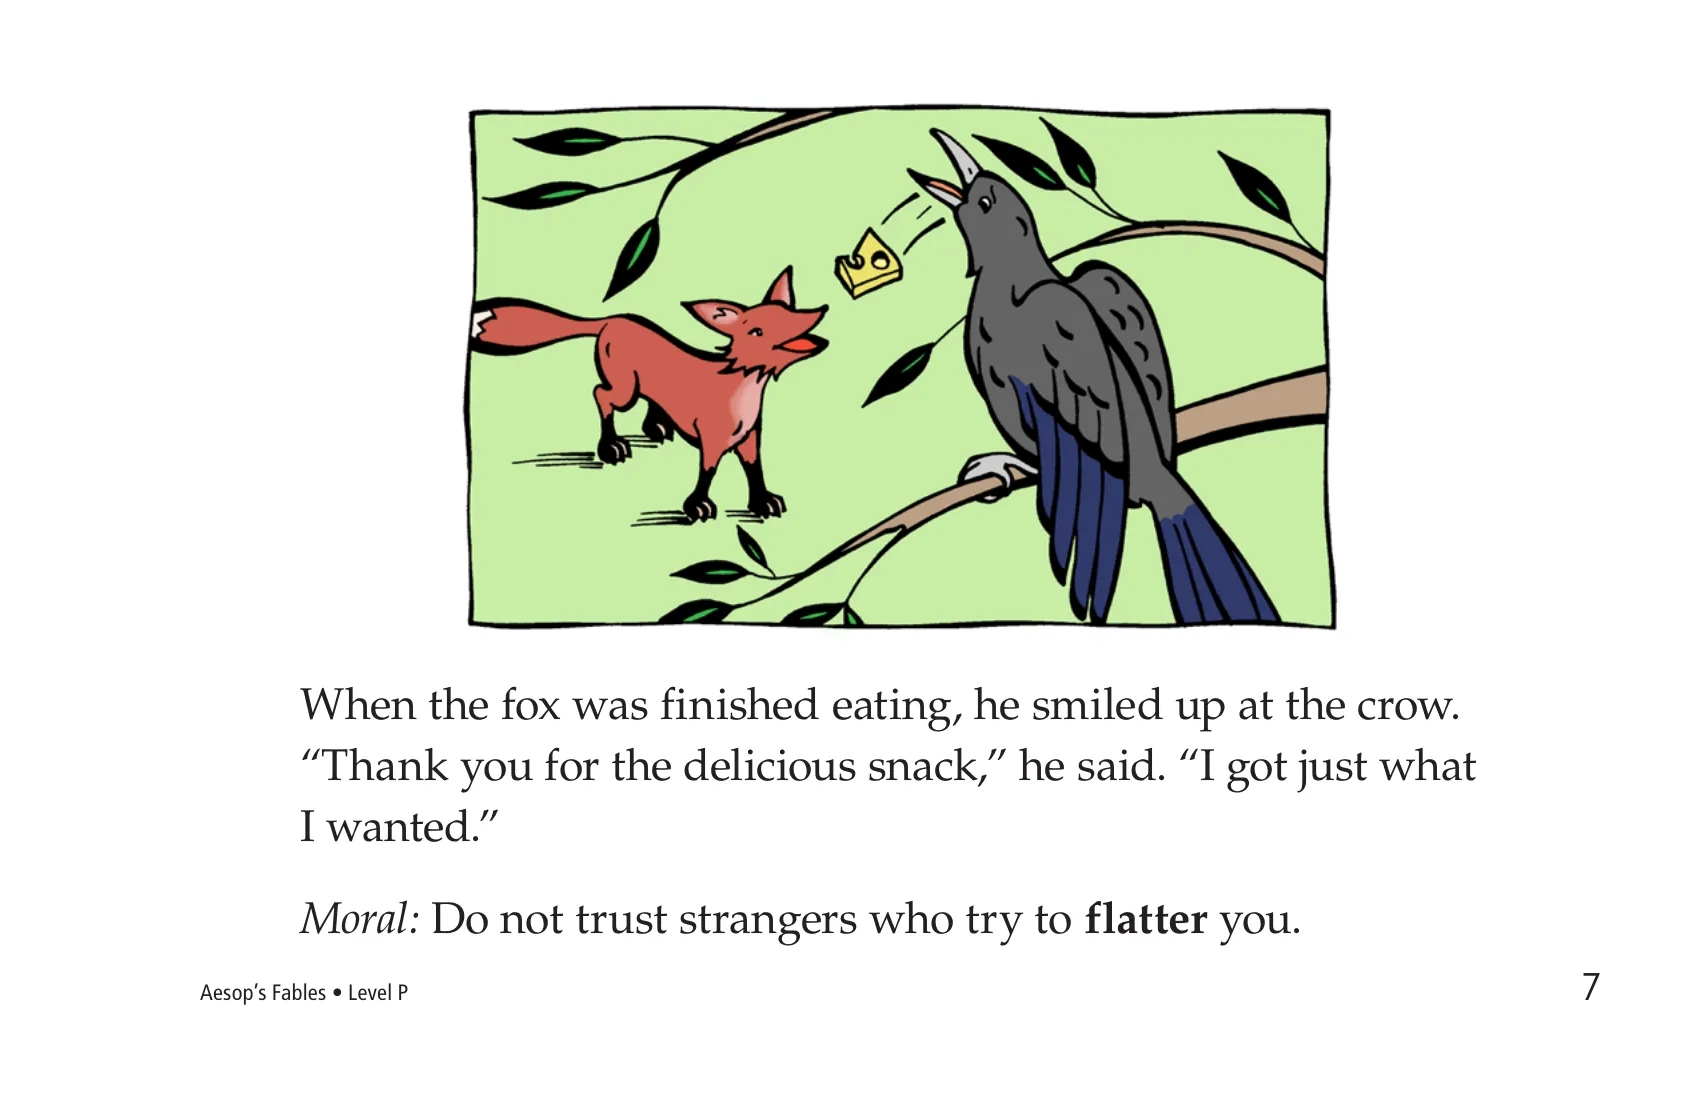 When the fox was finished eating, he smiled up at the crow.
“Thank you for the delicious snack,” he said. “I got just what
I wanted.”
Moral: Do not trust strangers who try to flatter you.
Aesop’s Fables • Level P
7